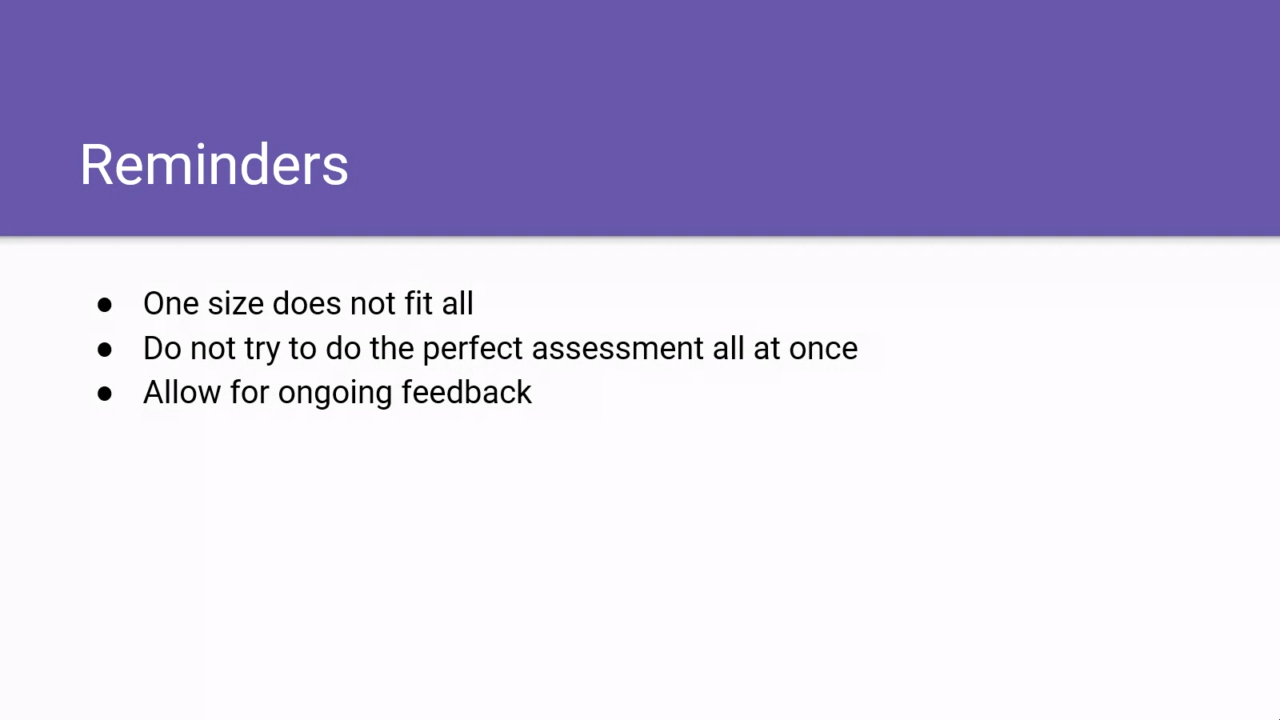 Reminders
● One size does not fit all
● Do not try to do the perfect assessment all at once
● Allow for ongoing feedback